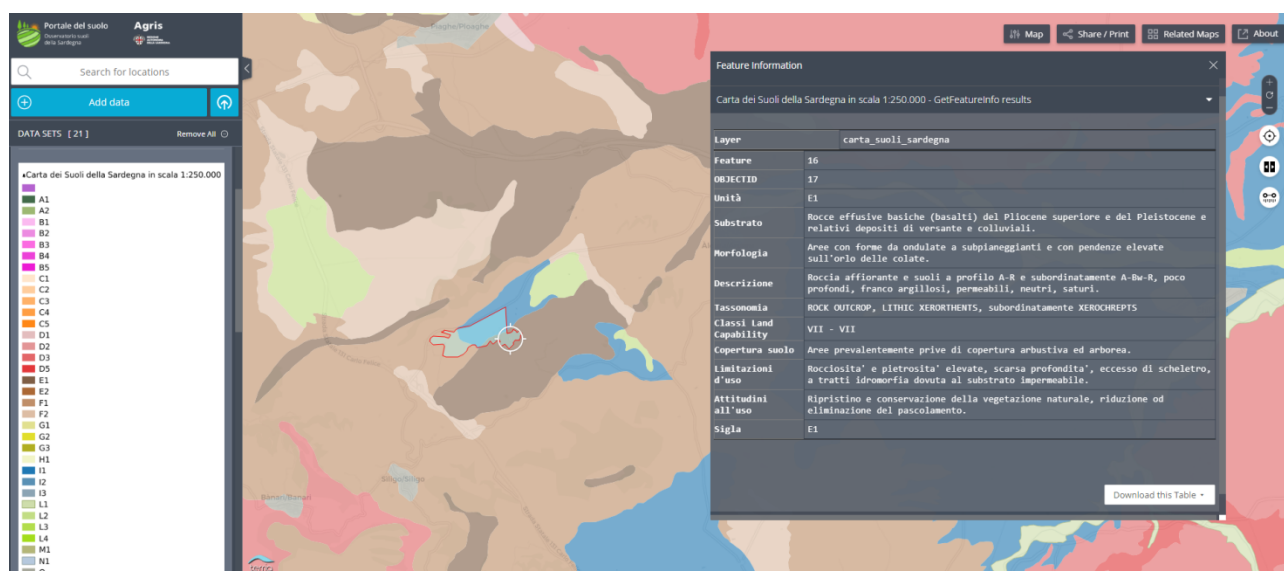 Portale del suolo
Osservatorio suoli
della Sardegna
Agris
Search for locations
Add data
DATA SETS [ 21 ]
Remove All
Carta dei Suoli della Sardegna in scala 1:250.000
A1
A2
B1
B2
B3
B4
B5
C1
C2
C3
C4
C5
D1
D2
D3
D5
E1
E2
F1
F2
G1
G2
G3
H1
I1
I2
I3
L1
L2
L3
L4
M1
N1
Ploaghe/Piaaghe
Siligo/Siligo
Banari/Banari
Map
Share / Print
Related Maps
About
Feature Information
Carta dei Suoli della Sardegna in scala 1:250.000 - GetFeatureInfo results
Layer carta_suoli_sardegna
Feature 16
OBJECTID 17
Unità E1
Substrato Rocce effusive basiche (basalti) del Pliocene superiore e del Pleistocene e
relativi depositi di versante e colluviali.
Morfologia Aree con forme da ondulate a subpianeggianti e con pendenze elevate
sull'orlo delle colate.
Descrizione Roccia affiorante e suoli a profilo A-R e subordinatamente A-Bw-R, poco
profondi, franco argillosi, permeabili, neutri, saturi.
Tassonomia ROCK OUTCROP, LITHIC XERORTHENTS, subordinatamente XEROCHREPTS
Classi Land
Capability VII - VII
Copertura suolo Aree prevalentemente prive di copertura arbustiva ed arborea.
Limitazioni
d'uso Rocciosita' e pietrosita' elevate, scarsa profondita', eccesso di scheletro,
a tratti idromorfia dovuta al substrato impermeabile.
Attitudini
all'uso Ripristino e conservazione della vegetazione naturale, riduzione od
eliminazione del pascolamento.
Sigla E1
Download this Table